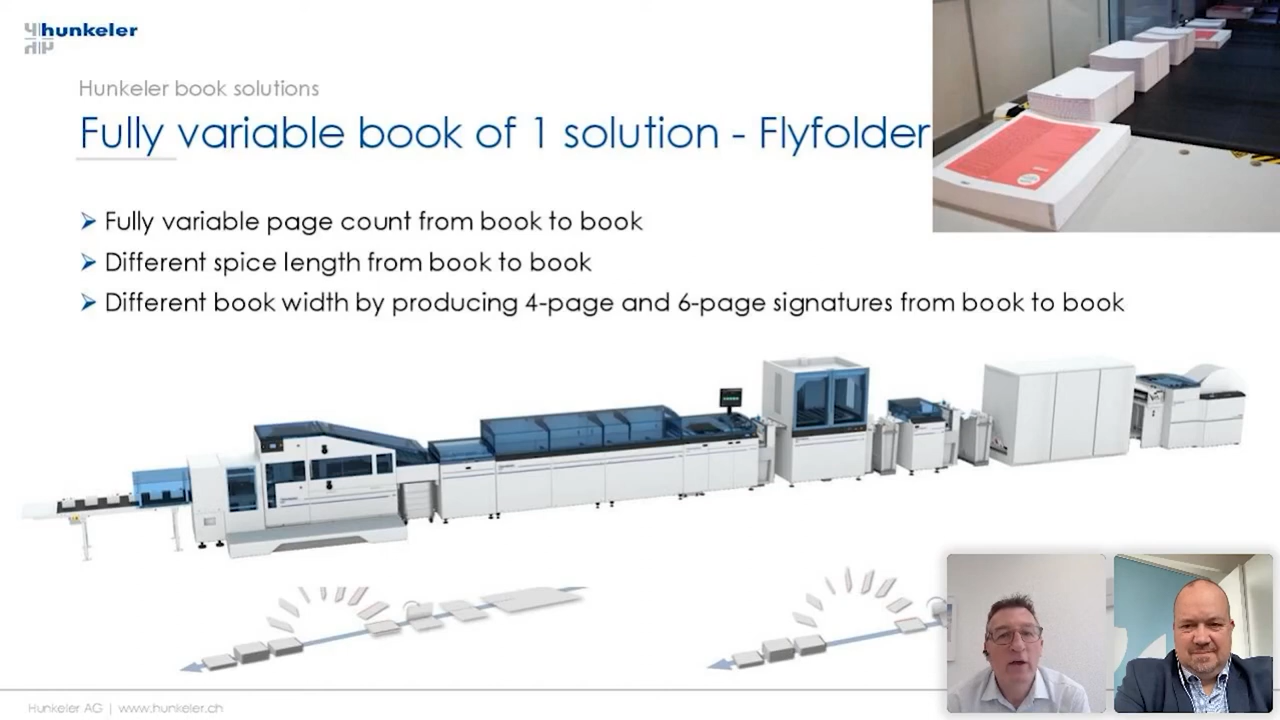 hunkeler
Hunkeler book solutions
Fully variable book of 1 solution - Flyfolder
Fully variable page count from book to book
Different spice length from book to book
Different book width by producing 4-page and 6-page signatures from book to book
Hunkeler AG | www.hunkeler.ch